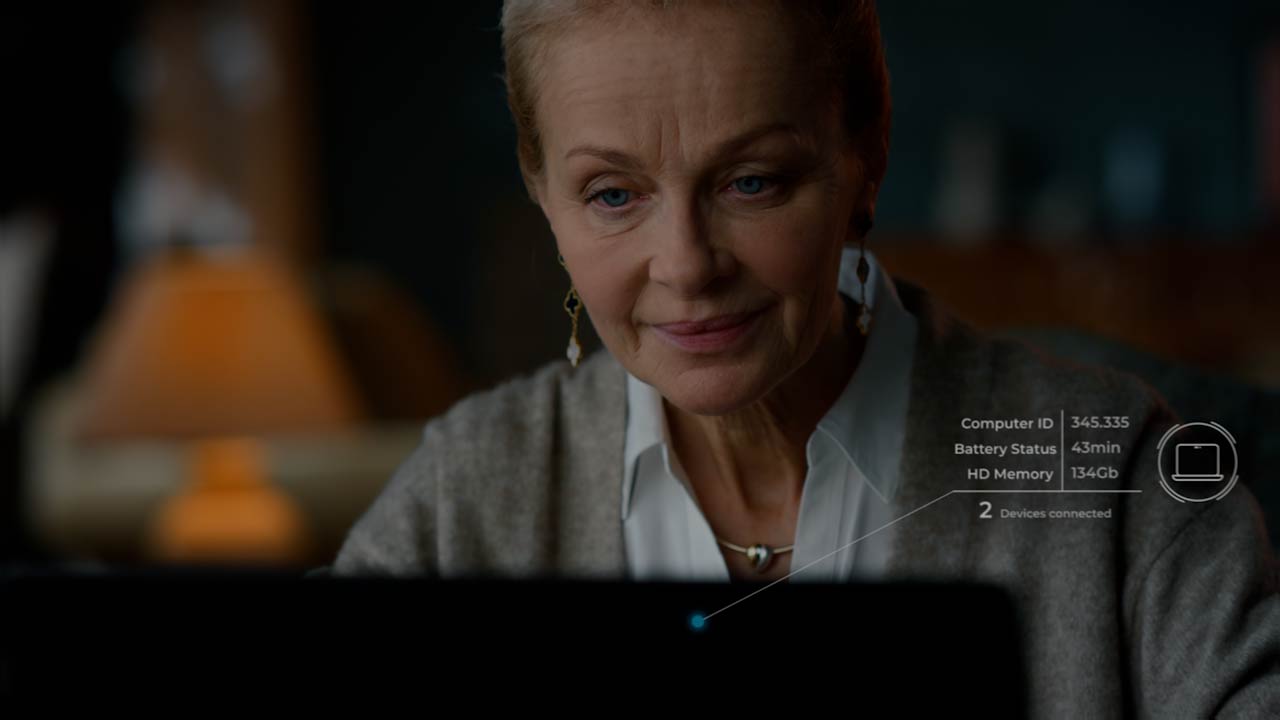 Computer ID 345.335
Battery Status 43min
HD Memory 134Gb
2 Devices connected